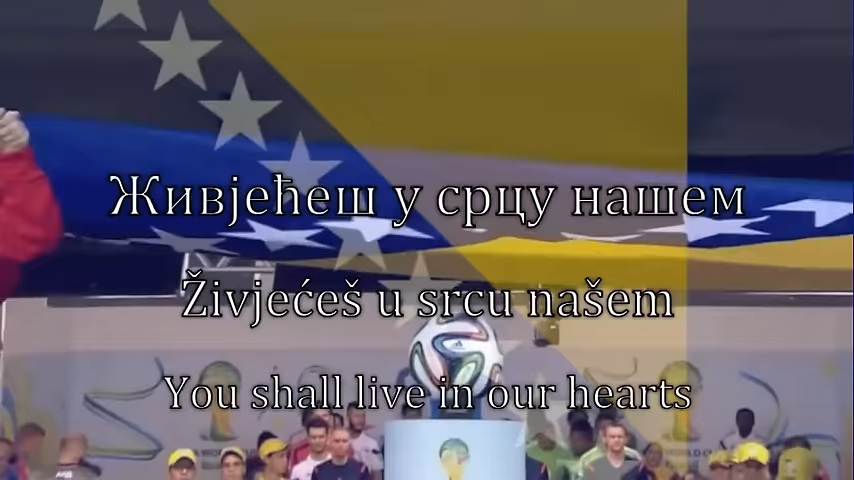 Живјећеш у срцу нашем
Živjećeš u srcu našem
You shall live in our hearts